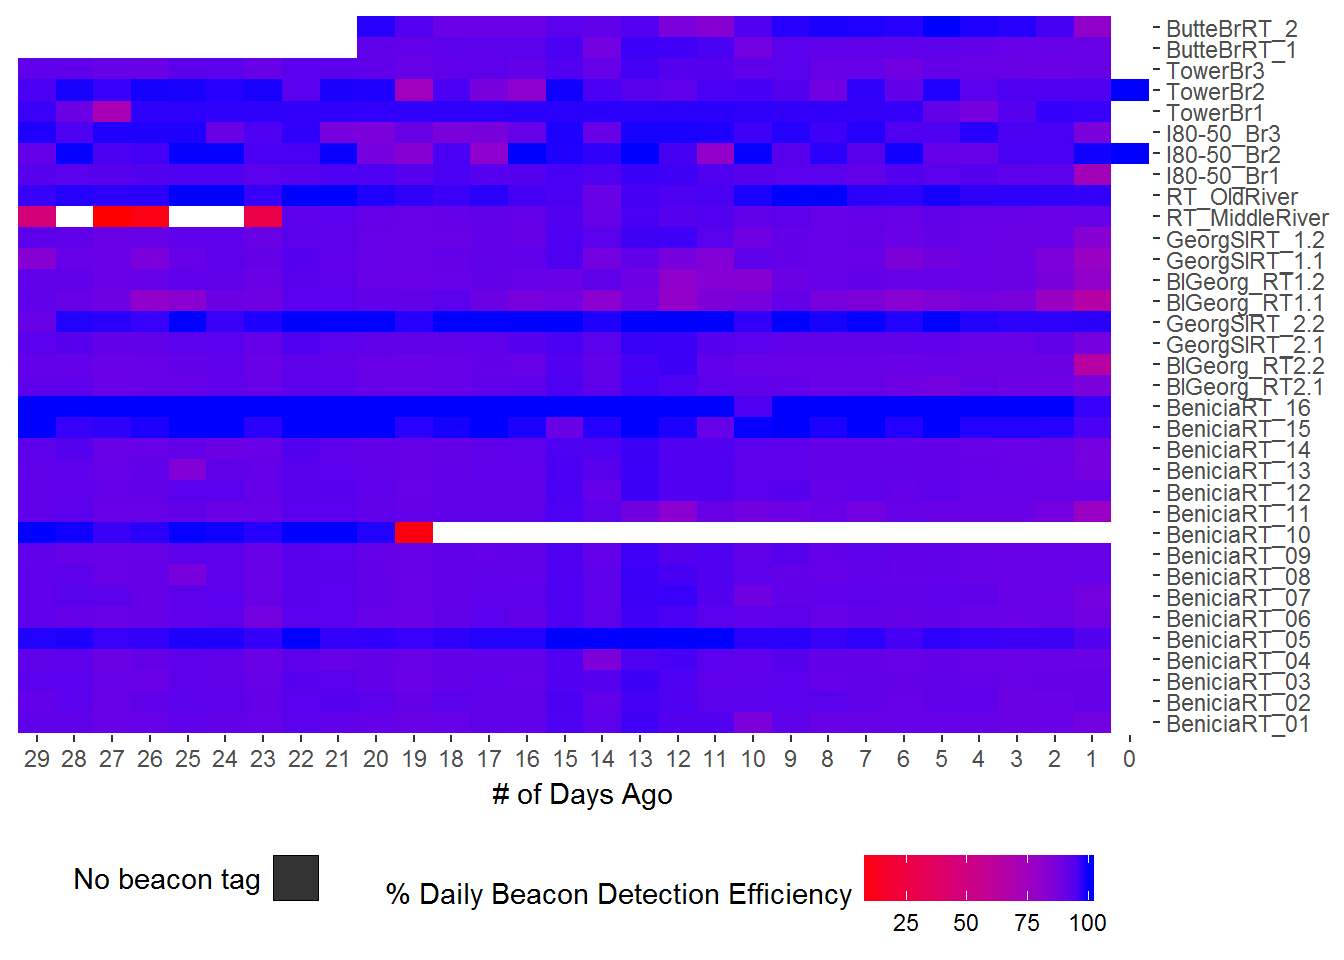 ButteBrRT_2
ButteBrRT_1
TowerBr3
TowerBr2
TowerBr1
I80-50_Br3
I80-50_Br2
I80-50_Br1
RT_OldRiver
RT_MiddleRiver
GeorgSlRT_1.2
GeorgSlRT_1.1
BlGeorg_RT1.2
BlGeorg_RT1.1
GeorgSlRT_2.2
GeorgSlRT_2.1
BlGeorg_RT2.2
BlGeorg_RT2.1
BeniciaRT_16
BeniciaRT_15
BeniciaRT_14
BeniciaRT_13
BeniciaRT_12
BeniciaRT_11
BeniciaRT_10
BeniciaRT_09
BeniciaRT_08
BeniciaRT_07
BeniciaRT_06
BeniciaRT_05
BeniciaRT_04
BeniciaRT_03
BeniciaRT_02
BeniciaRT_01
29 28 27 26 25 24 23 22 21 20 19 18 17 16 15 14 13 12 11 10 9 8 7 6 5 4 3 2 1 0
# of Days Ago
No beacon tag
% Daily Beacon Detection Efficiency
25 50 75 100